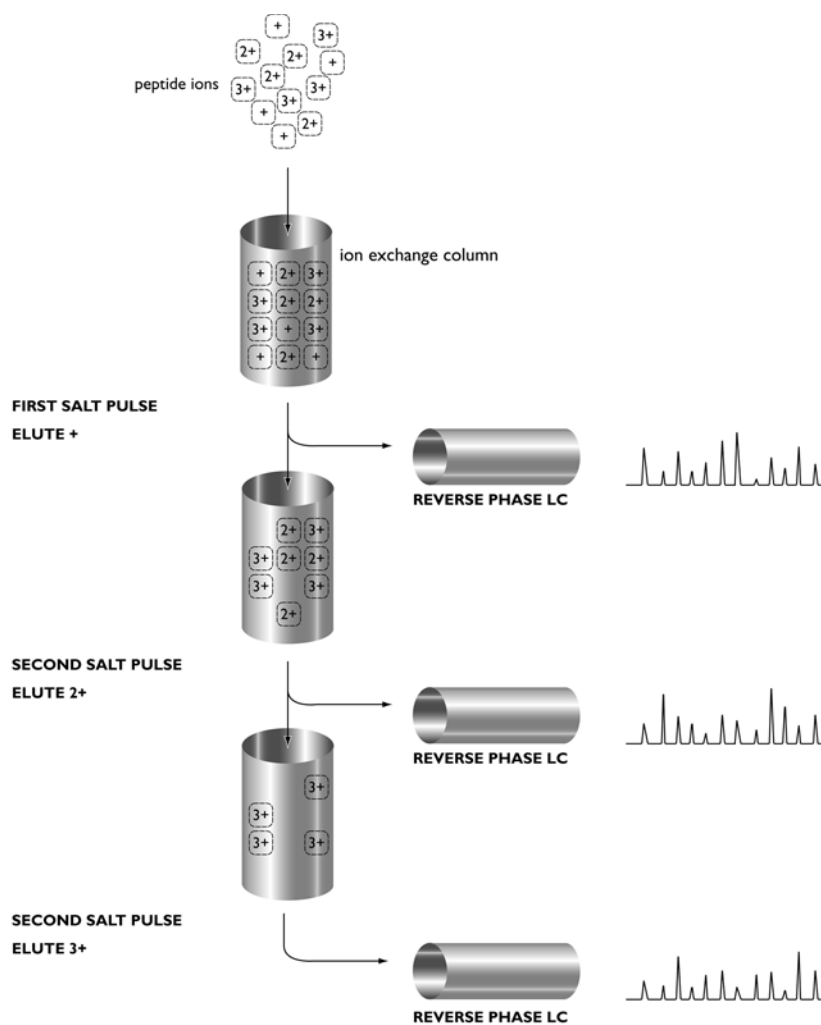 +
3+
2+
2+
+
2+
peptide ions
3+
3+
3+
+
2+
+
ion exchange column
+ 2+ 3+
3+ 2+ 2+
3+ + 3+
+ 2+ +
FIRST SALT PULSE
ELUTE +
REVERSE PHASE LC
2+ 3+
3+ 2+ 2+
3+ 3+
2+
SECOND SALT PULSE
ELUTE 2+
REVERSE PHASE LC
3+
3+
3+ 3+
SECOND SALT PULSE
ELUTE 3+
REVERSE PHASE LC